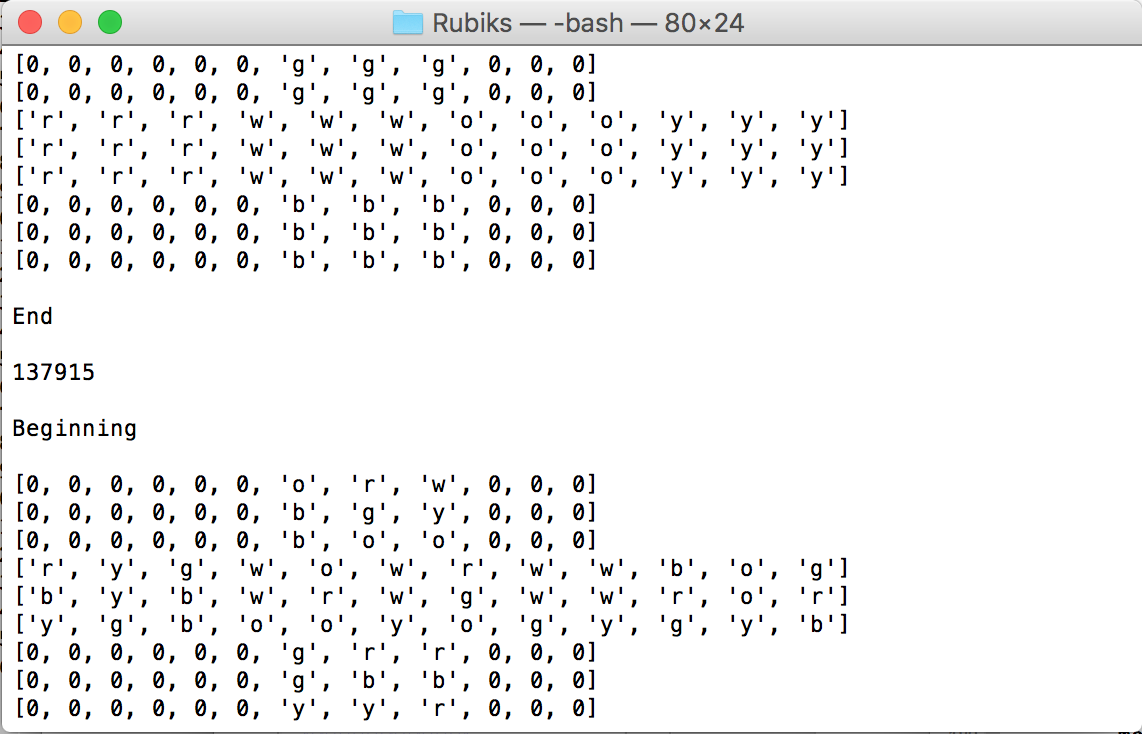 Rubiks — -bash — 80×24
[0, 0, 0, 0, 0, 0, 'g', 'g', 'g', 0, 0, 0]
[0, 0, 0, 0, 0, 0, 'g', 'g', 'g', 0, 0, 0]
['r', 'r', 'r', 'w', 'w', 'w', 'o', 'o', 'o', 'y', 'y', 'y']
['r', 'r', 'r', 'w', 'w', 'w', 'o', 'o', 'o', 'y', 'y', 'y']
['r', 'r', 'r', 'w', 'w', 'w', 'o', 'o', 'o', 'y', 'y', 'y']
[0, 0, 0, 0, 0, 0, 'b', 'b', 'b', 0, 0, 0]
[0, 0, 0, 0, 0, 0, 'b', 'b', 'b', 0, 0, 0]
[0, 0, 0, 0, 0, 0, 'b', 'b', 'b', 0, 0, 0]
End
137915
Beginning
[0, 0, 0, 0, 0, 0, 'o', 'r', 'w', 0, 0, 0]
[0, 0, 0, 0, 0, 0, 'b', 'g', 'y', 0, 0, 0]
[0, 0, 0, 0, 0, 0, 'b', 'o', 'o', 0, 0, 0]
['r', 'y', 'g', 'w', 'o', 'w', 'r', 'w', 'w', 'b', 'o', 'g']
['b', 'y', 'b', 'w', 'r', 'w', 'g', 'w', 'w', 'r', 'o', 'r']
['y', 'g', 'b', 'o', 'o', 'y', 'o', 'g', 'y', 'g', 'y', 'b']
[0, 0, 0, 0, 0, 0, 'g', 'r', 'r', 0, 0, 0]
[0, 0, 0, 0, 0, 0, 'g', 'b', 'b', 0, 0, 0]
[0, 0, 0, 0, 0, 0, 'y', 'y', 'r', 0, 0, 0]